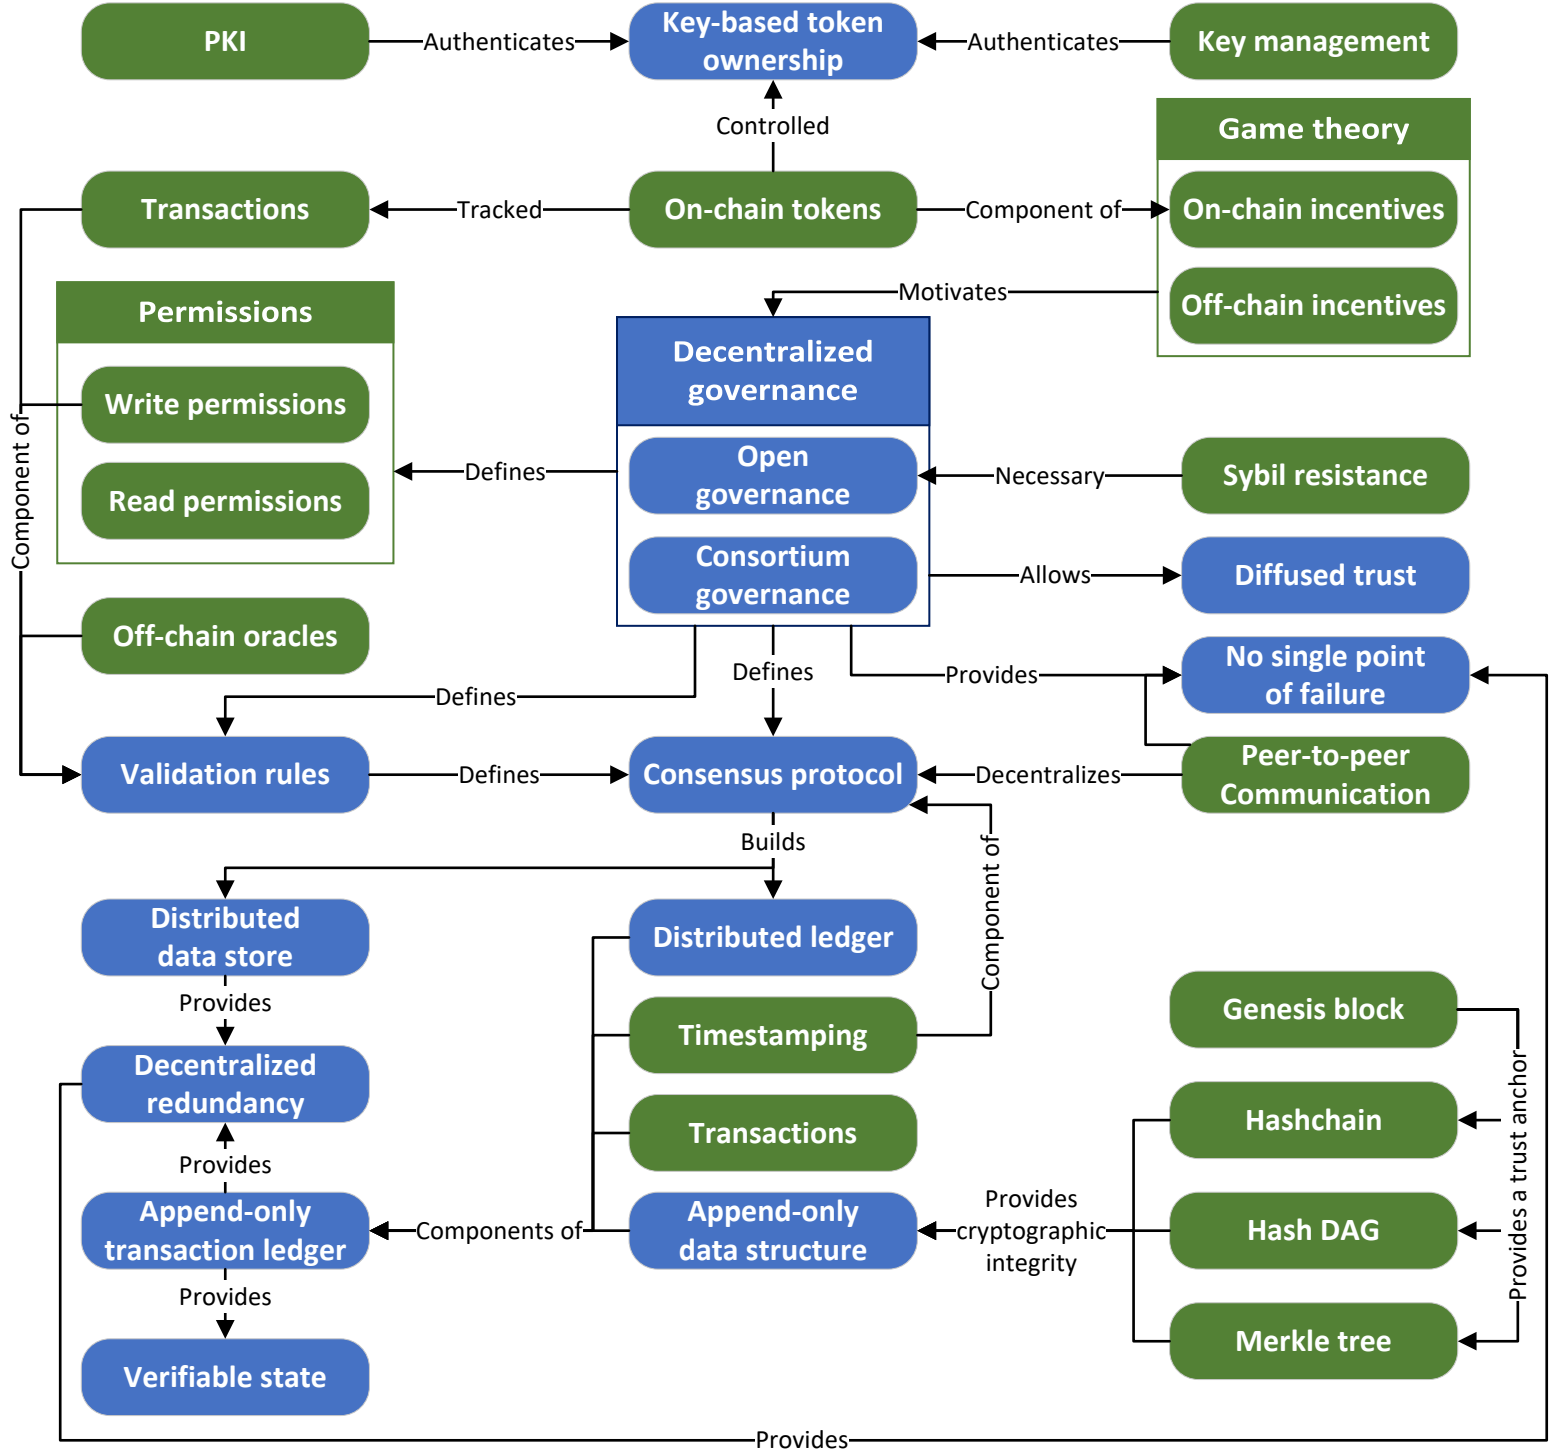 PKI
Authenticates
Key-based token
ownership
Authenticates
Key management
Controlled
Game theory
Transactions
Tracked
On-chain tokens
Component of
On-chain incentives
Motivates
Off-chain incentives
Permissions
Decentralized
governance
Write permissions
Component of
Defines
Open
governance
Necessary
Sybil resistance
Read permissions
Consortium
governance
Allows
Diffused trust
Off-chain oracles
Defines
Defines
Provides
No single point
of failure
Validation rules
Defines
Consensus protocol
Decentralizes
Peer-to-peer
Communication
Builds
Component of
Distributed
data store
Distributed ledger
Provides
Timestamping
Genesis block
Decentralized
redundancy
Transactions
Hashchain
Provides a trust anchor
Provides
Append-only
transaction ledger
Components of
Append-only
data structure
Provides
cryptographic
integrity
Hash DAG
Provides
Merkle tree
Verifiable state
Provides